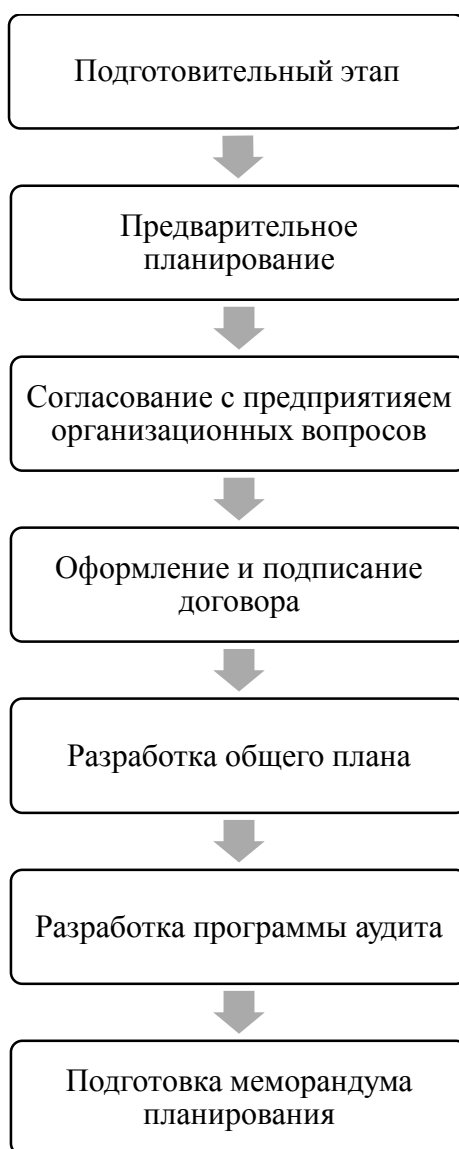 Подготовительный этап
Предварительное
планирование
Согласование с предприятияем
организационных вопросов
Оформление и подписание
договора
Разработка общего плана
Разработка программы аудита
Подготовка меморандума
планирования